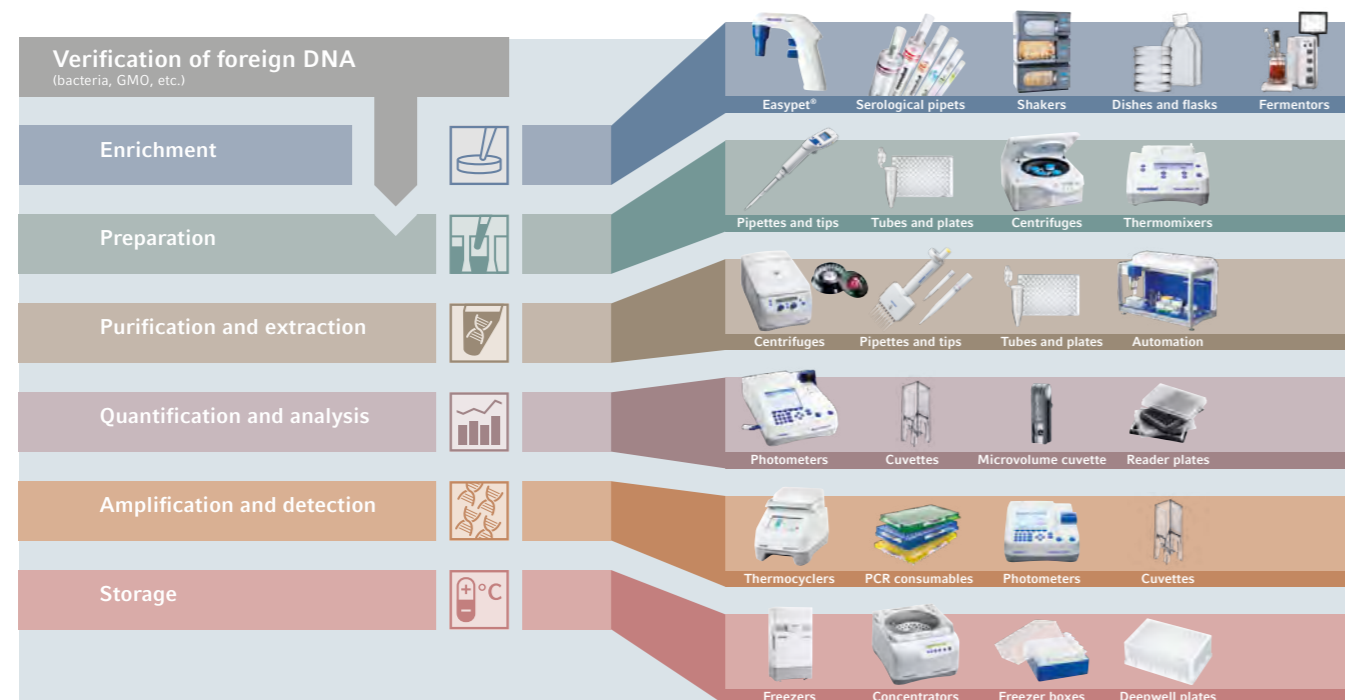 Verification of foreign DNA
(bacteria, GMO, etc.)
Enrichment
Easypet®
Serological pipets
Shakers
Dishes and flasks
Fermentors
Preparation
Pipettes and tips
Tubes and plates
Centrifuges
Thermomixers
Purification and extraction
Centrifuges
Pipettes and tips
Tubes and plates
Automation
Quantification and analysis
Photometers
Cuvettes
Microvolume cuvette
Reader plates
Amplification and detection
Thermocyclers
PCR consumables
Photometers
Cuvettes
Storage
+
°C
−
Freezers
Concentrators
Freezer boxes
Deepwell plates